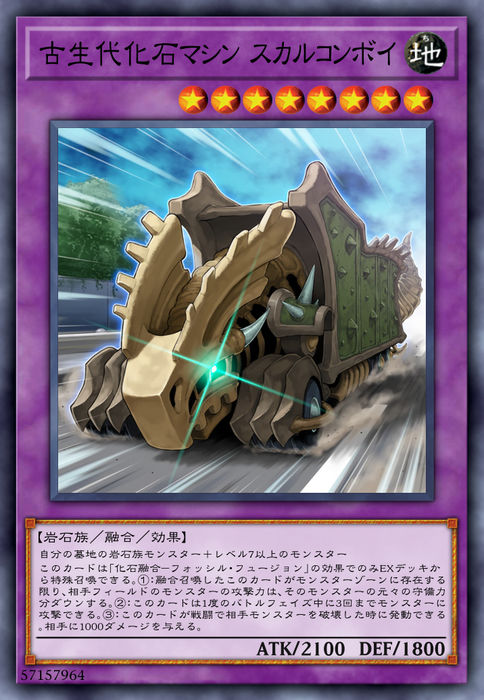 古生代化石マシン スカルコンボイ
ち
地
【岩石族／融合／効果】
自分の墓地の岩石族モンスター＋レベル7以上のモンスター
このカードは「化石融合－フォッシル・フュージョン」の効果でのみEXデッキか
ら特殊召喚できる。①：融合召喚したこのカードがモンスターゾーンに存在する
限り、相手フィールドのモンスターの攻撃力は、そのモンスターの元々の守備力
分ダウンする。②：このカードは1度のバトルフェイズ中に3回までモンスターに
攻撃できる。③：このカードが戦闘で相手モンスターを破壊した時に発動でき
る。相手に1000ダメージを与える。
ATK/2100 DEF/1800
57157964